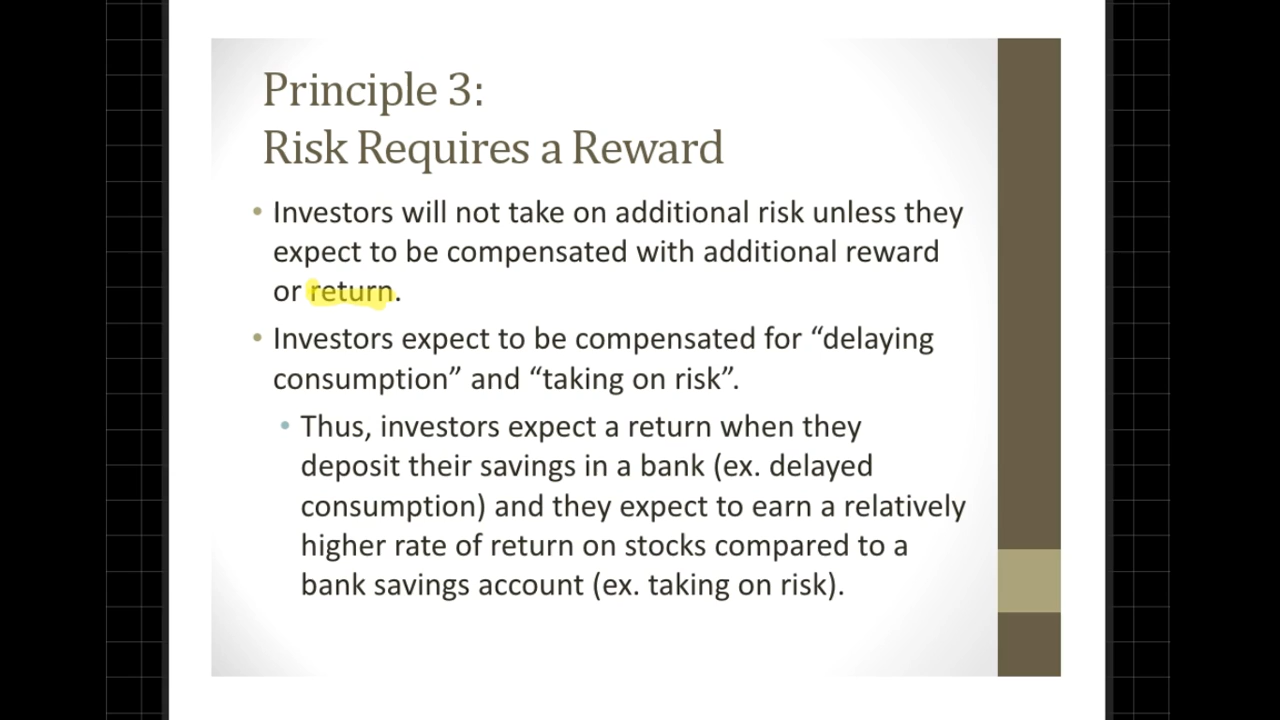 Principle 3:
Risk Requires a Reward
• Investors will not take on additional risk unless they
expect to be compensated with additional reward
or return.
• Investors expect to be compensated for “delaying
consumption” and “taking on risk”.
• Thus, investors expect a return when they
deposit their savings in a bank (ex. delayed
consumption) and they expect to earn a relatively
higher rate of return on stocks compared to a
bank savings account (ex. taking on risk).